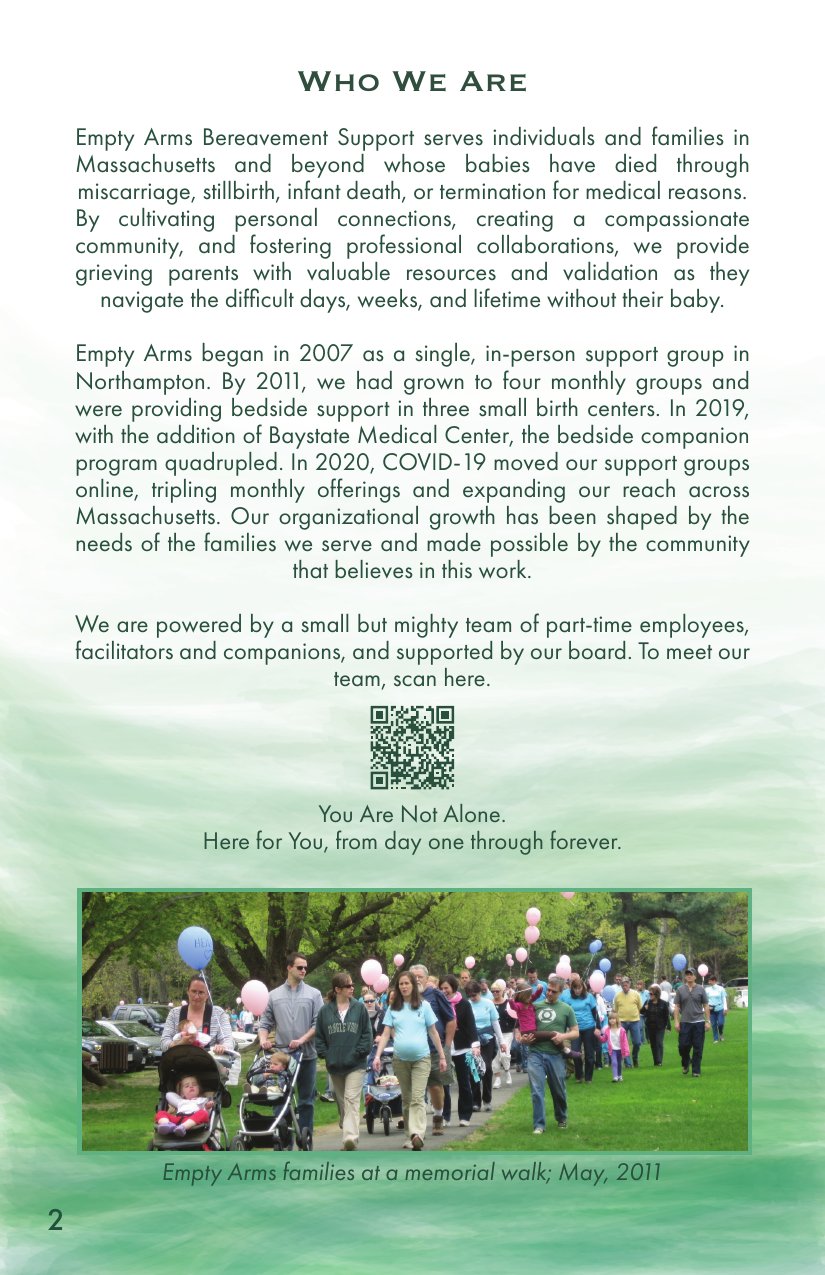 Who We Are
Empty Arms Bereavement Support serves individuals and families in
Massachusetts and beyond whose babies have died through
miscarriage, stillbirth, infant death, or termination for medical reasons.
By cultivating personal connections, creating a compassionate
community, and fostering professional collaborations, we provide
grieving parents with valuable resources and validation as they
navigate the difficult days, weeks, and lifetime without their baby.
Empty Arms began in 2007 as a single, in-person support group in
Northampton. By 2011, we had grown to four monthly groups and
were providing bedside support in three small birth centers. In 2019,
with the addition of Baystate Medical Center, the bedside companion
program quadrupled. In 2020, COVID-19 moved our support groups
online, tripling monthly offerings and expanding our reach across
Massachusetts. Our organizational growth has been shaped by the
needs of the families we serve and made possible by the community
that believes in this work.
We are powered by a small but mighty team of part-time employees,
facilitators and companions, and supported by our board. To meet our
team, scan here.
You Are Not Alone.
Here for You, from day one through forever.
Empty Arms families at a memorial walk; May, 2011
2